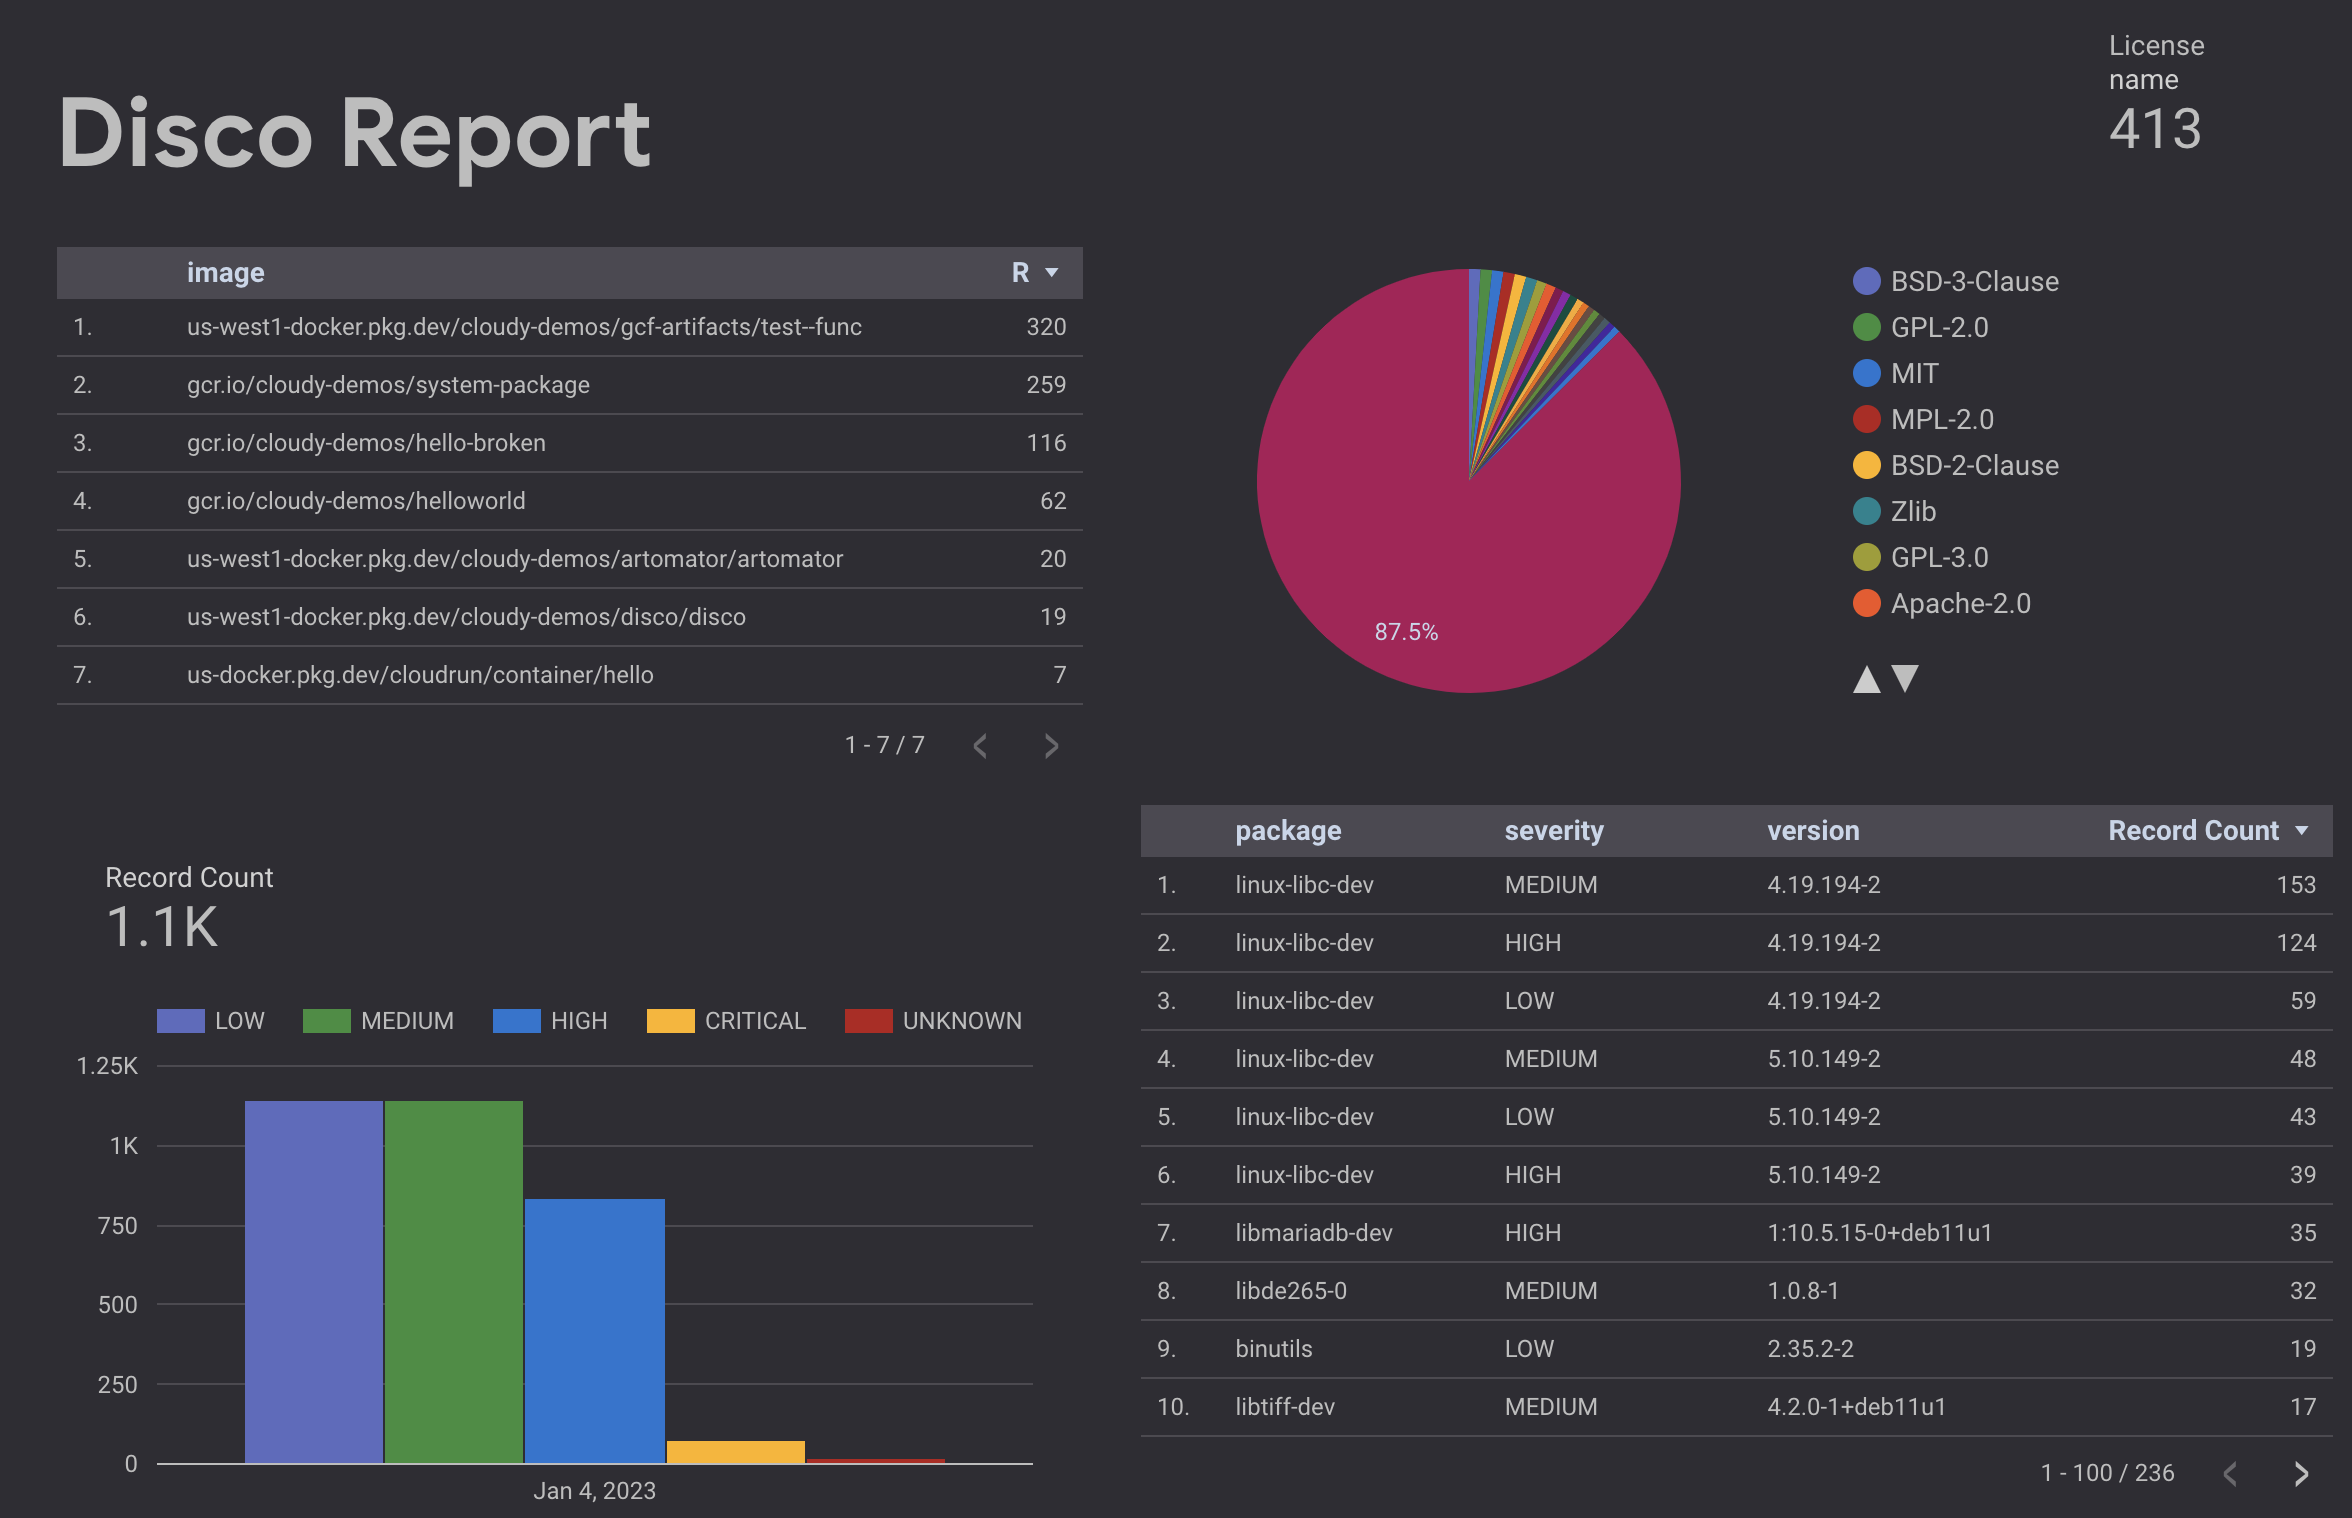 License
name
413
Disco Report
image R
1. us-west1-docker.pkg.dev/cloudy-demos/gcf-artifacts/test--func 320
2. gcr.io/cloudy-demos/system-package 259
3. gcr.io/cloudy-demos/hello-broken 116
4. gcr.io/cloudy-demos/helloworld 62
5. us-west1-docker.pkg.dev/cloudy-demos/artomator/artomator 20
6. us-west1-docker.pkg.dev/cloudy-demos/disco/disco 19
7. us-docker.pkg.dev/cloudrun/container/hello 7
1 - 7 / 7
87.5%
BSD-3-Clause
GPL-2.0
MIT
MPL-2.0
BSD-2-Clause
Zlib
GPL-3.0
Apache-2.0
Record Count
1.1K
LOW MEDIUM HIGH CRITICAL UNKNOWN
1.25K
1K
750
500
250
0
Jan 4, 2023
package severity version Record Count
1. linux-libc-dev MEDIUM 4.19.194-2 153
2. linux-libc-dev HIGH 4.19.194-2 124
3. linux-libc-dev LOW 4.19.194-2 59
4. linux-libc-dev MEDIUM 5.10.149-2 48
5. linux-libc-dev LOW 5.10.149-2 43
6. linux-libc-dev HIGH 5.10.149-2 39
7. libmariadb-dev HIGH 1:10.5.15-0+deb11u1 35
8. libde265-0 MEDIUM 1.0.8-1 32
9. binutils LOW 2.35.2-2 19
10. libtiff-dev MEDIUM 4.2.0-1+deb11u1 17
1 - 100 / 236